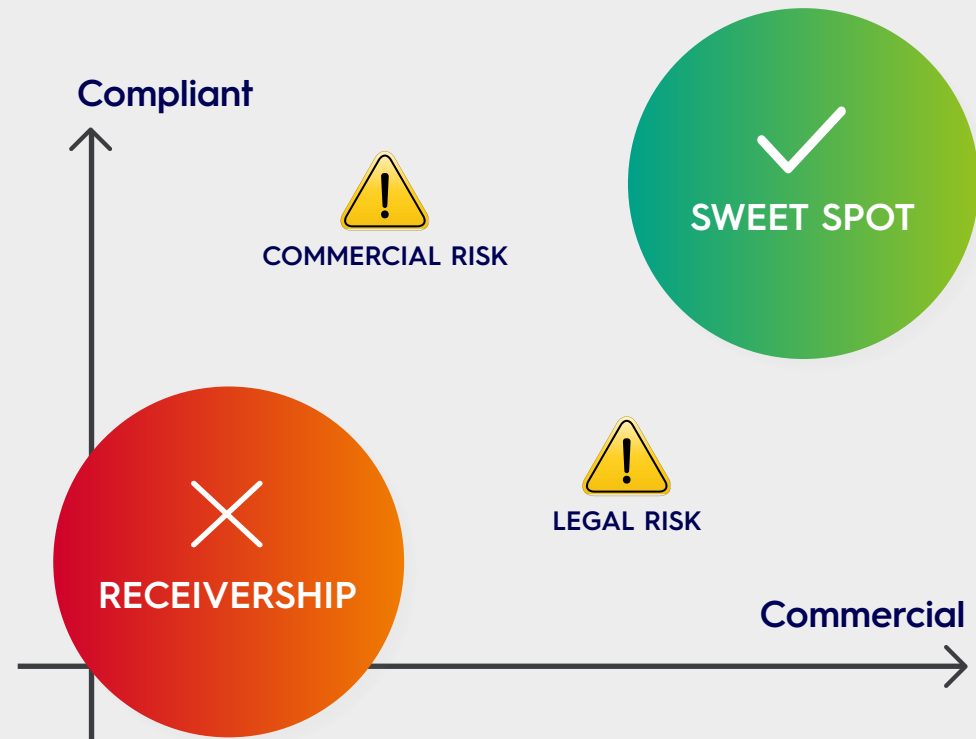 Compliant
SWEET SPOT
COMMERCIAL RISK
LEGAL RISK
RECEIVERSHIP
Commercial